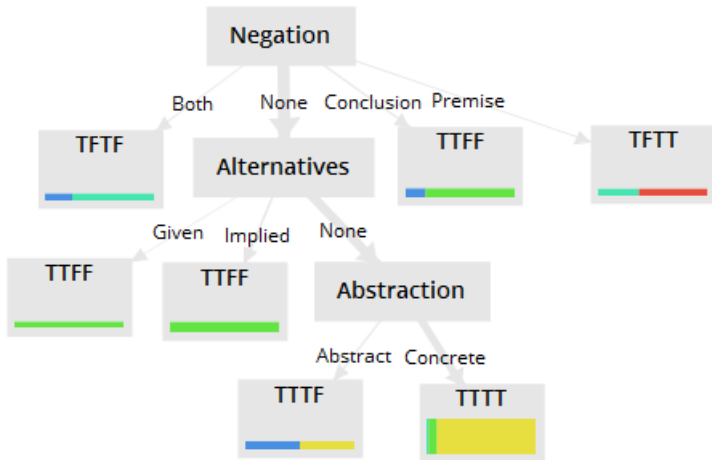 Negation
Both None Conclusion Premise
TFTF
Alternatives
TTFF
TFTT
Given Implied None
TTFF
TTFF
Abstraction
Abstract Concrete
TTTF
TTTT